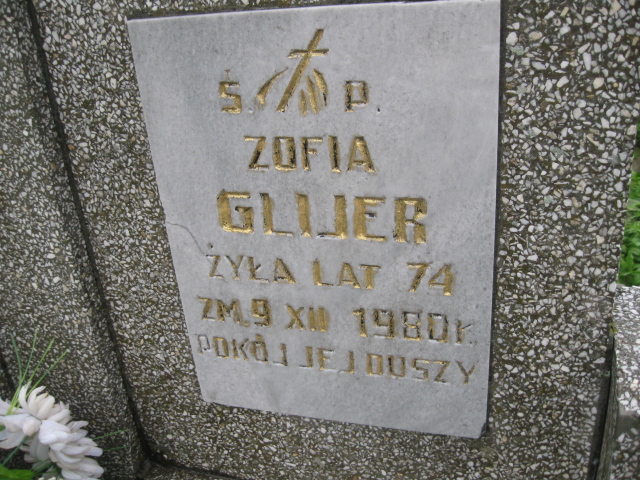 Ś. P.
ZOFIA
GLIJER
ŻYŁA LAT 74
ZM. 9 XII 1980 R.
POKÓJ JEJ DUSZY